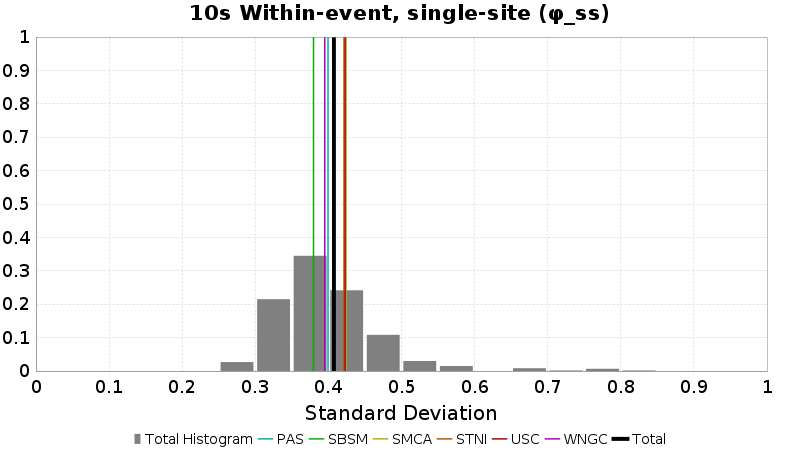 10s Within-event, single-site (φ_ss)
1
0.9
0.8
0.7
0.6
0.5
0.4
0.3
0.2
0.1
0
0 0.1 0.2 0.3 0.4 0.5 0.6 0.7 0.8 0.9 1
Standard Deviation
Total Histogram PAS SBSM SMCA STNI USC WNGC Total